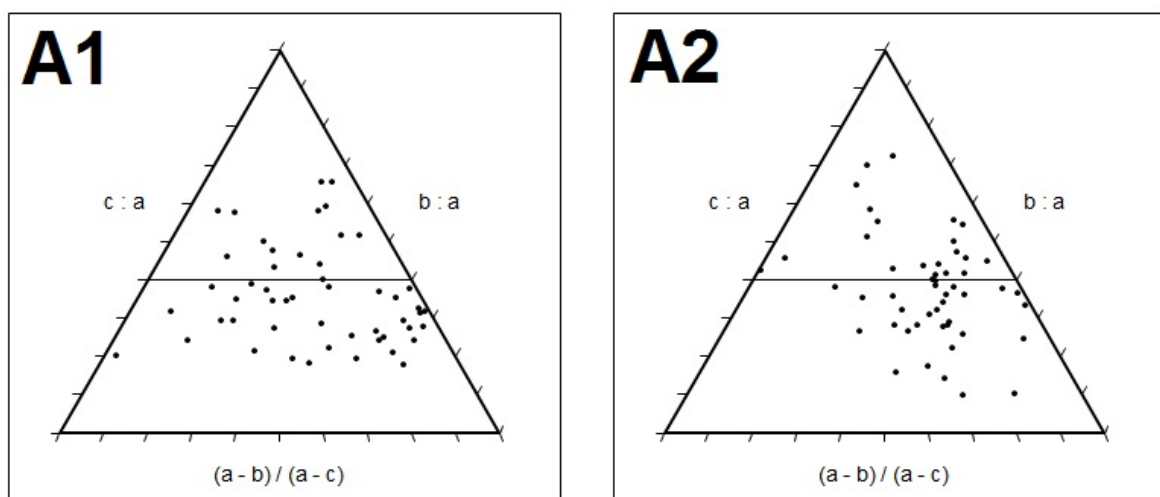 A1
c : a
b : a
(a - b) / (a - c)
A2
c : a
b : a
(a - b) / (a - c)